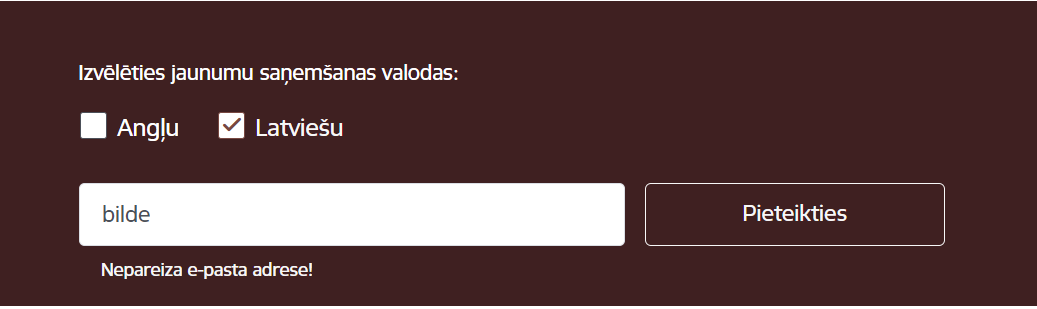 Izvēlēties jaunumu saņemšanas valodas:
Angļu Latviešu
bilde Pieteikties
Nepareiza e-pasta adrese!